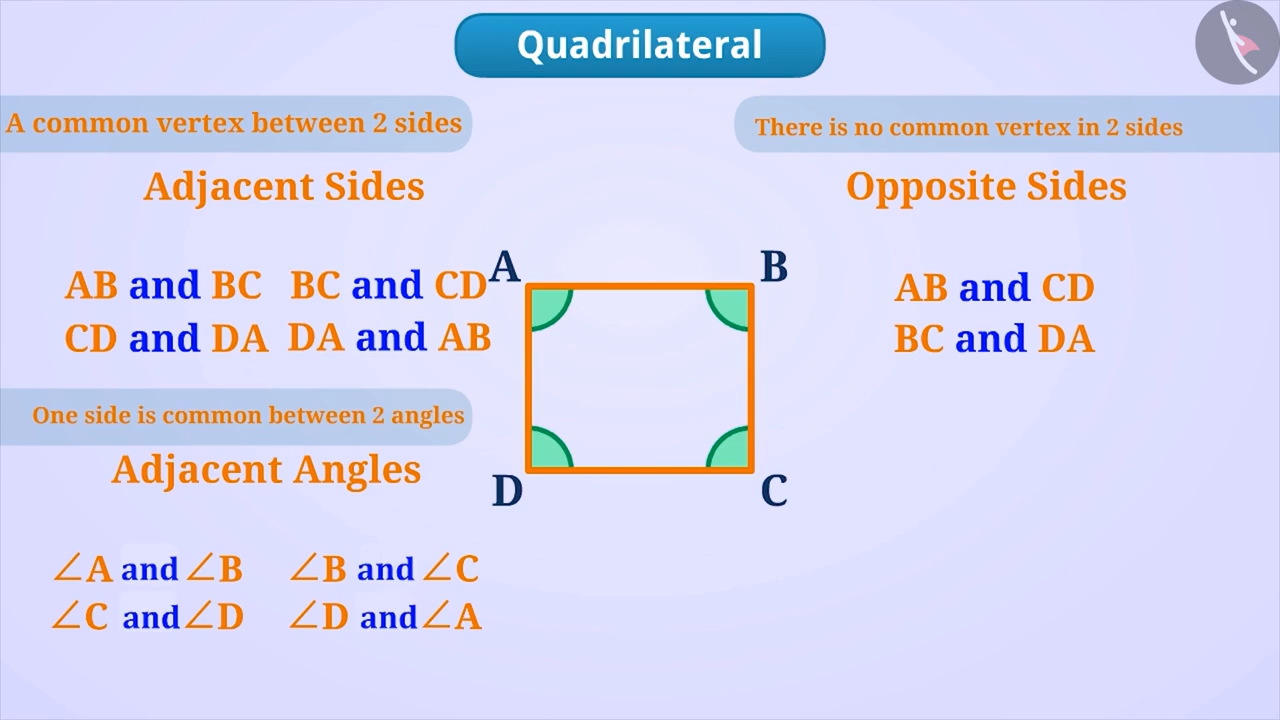 Quadrilateral
A common vertex between 2 sides
Adjacent Sides
AB and BC BC and CD
CD and DA DA and AB
One side is common between 2 angles
Adjacent Angles
∠A and ∠B ∠B and ∠C
∠C and ∠D ∠D and ∠A
A
B
D
C
There is no common vertex in 2 sides
Opposite Sides
AB and CD
BC and DA